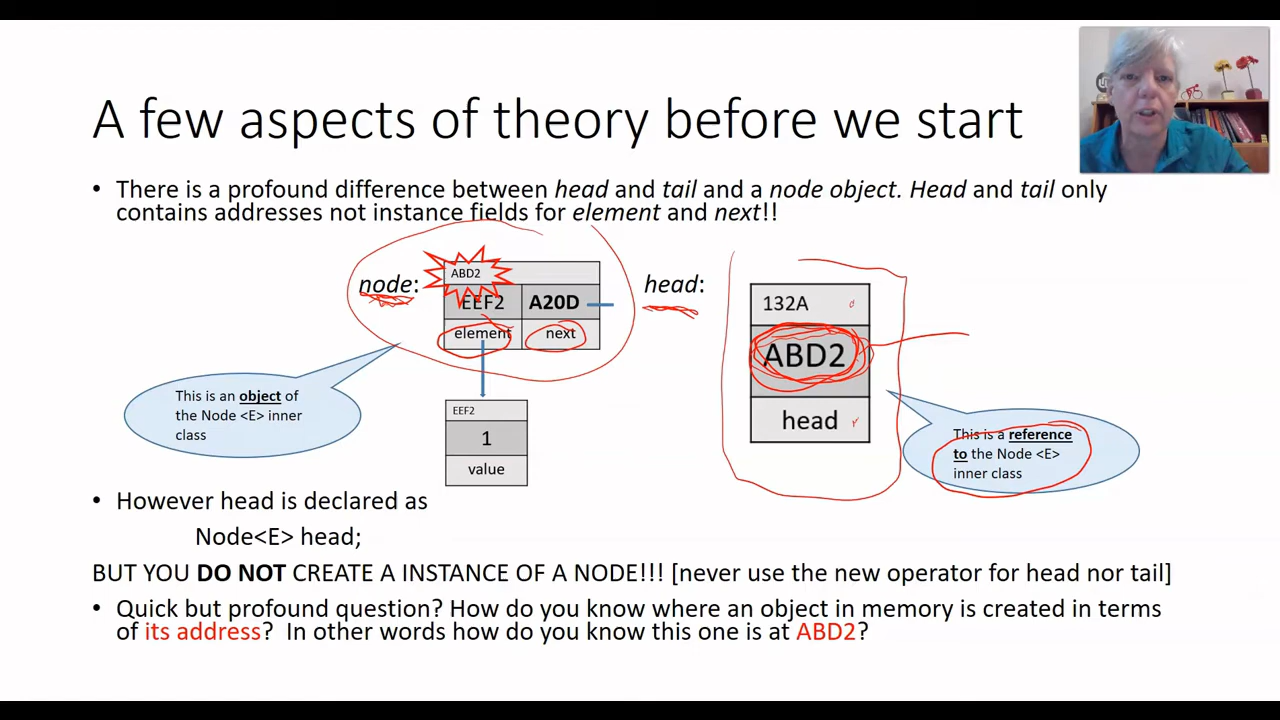 A few aspects of theory before we start
• There is a profound difference between head and tail and a node object. Head and tail only
contains addresses not instance fields for element and next!!
node:
ABD2
EEF2 A20D
element next
head:
132A
ABD2
head
This is an object of
the Node <E> inner
class
EEF2
1
value
This is a reference
to the Node <E>
inner class
• However head is declared as
Node<E> head;
BUT YOU DO NOT CREATE A INSTANCE OF A NODE!!! [never use the new operator for head nor tail]
• Quick but profound question? How do you know where an object in memory is created in terms
of its address? In other words how do you know this one is at ABD2?